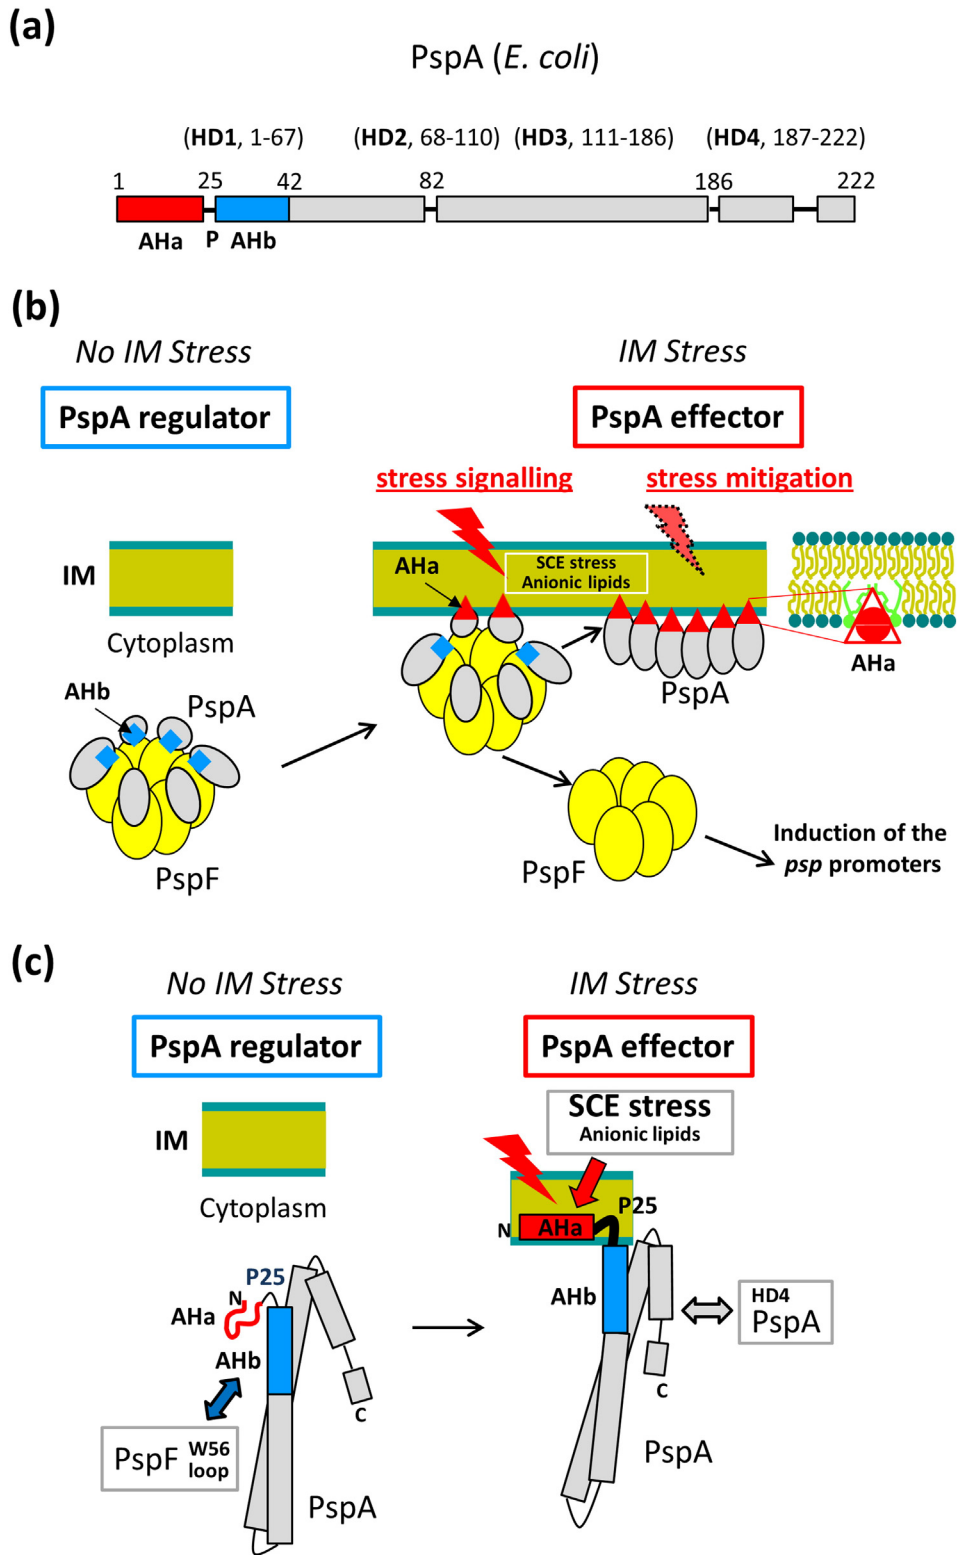 (a)
PspA (E. coli)
(HD1, 1-67) (HD2, 68-110) (HD3, 111-186) (HD4, 187-222)
1 25 42 82 186 222
AHa P AHb
(b)
No IM Stress IM Stress
PspA regulator PspA effector
stress signalling stress mitigation
IM
AHa
SCE stress
Anionic lipids
Cytoplasm
AHa
AHb
PspA
PspA
PspF
PspF
Induction of the
psp promoters
(c)
No IM Stress IM Stress
PspA regulator PspA effector
SCE stress
Anionic lipids
IM
Cytoplasm
P25
N AHa
P25
N
AHa
AHb
AHb
HD4
PspA
C
C
PspF W56
loop
PspA
PspA